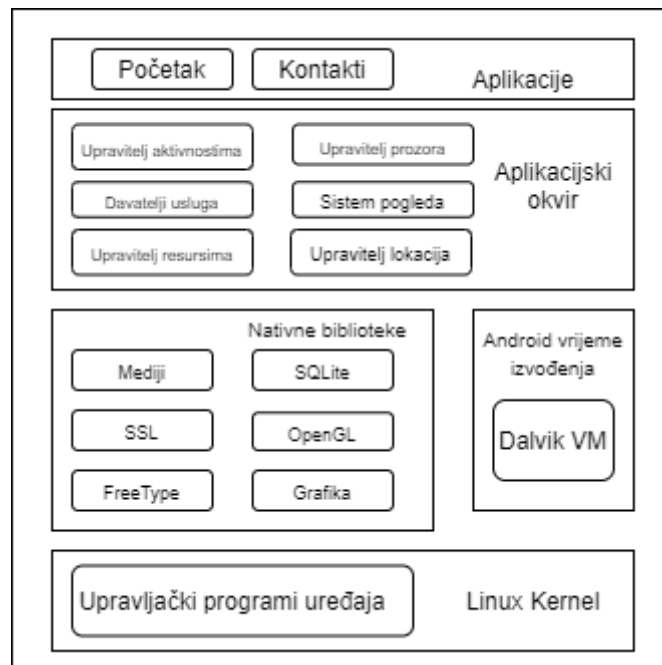 Početak
Kontakti
Aplikacije
Upravitelj aktivnostima
Upravitelj prozora
Aplikacijski
okvir
Davatelji usluga
Sistem pogleda
Upravitelj resursima
Upravitelj lokacija
Nativne biblioteke
Mediji
SQLite
SSL
OpenGL
FreeType
Grafika
Android vrijeme
izvođenja
Dalvik VM
Upravljački programi uređaja
Linux Kernel